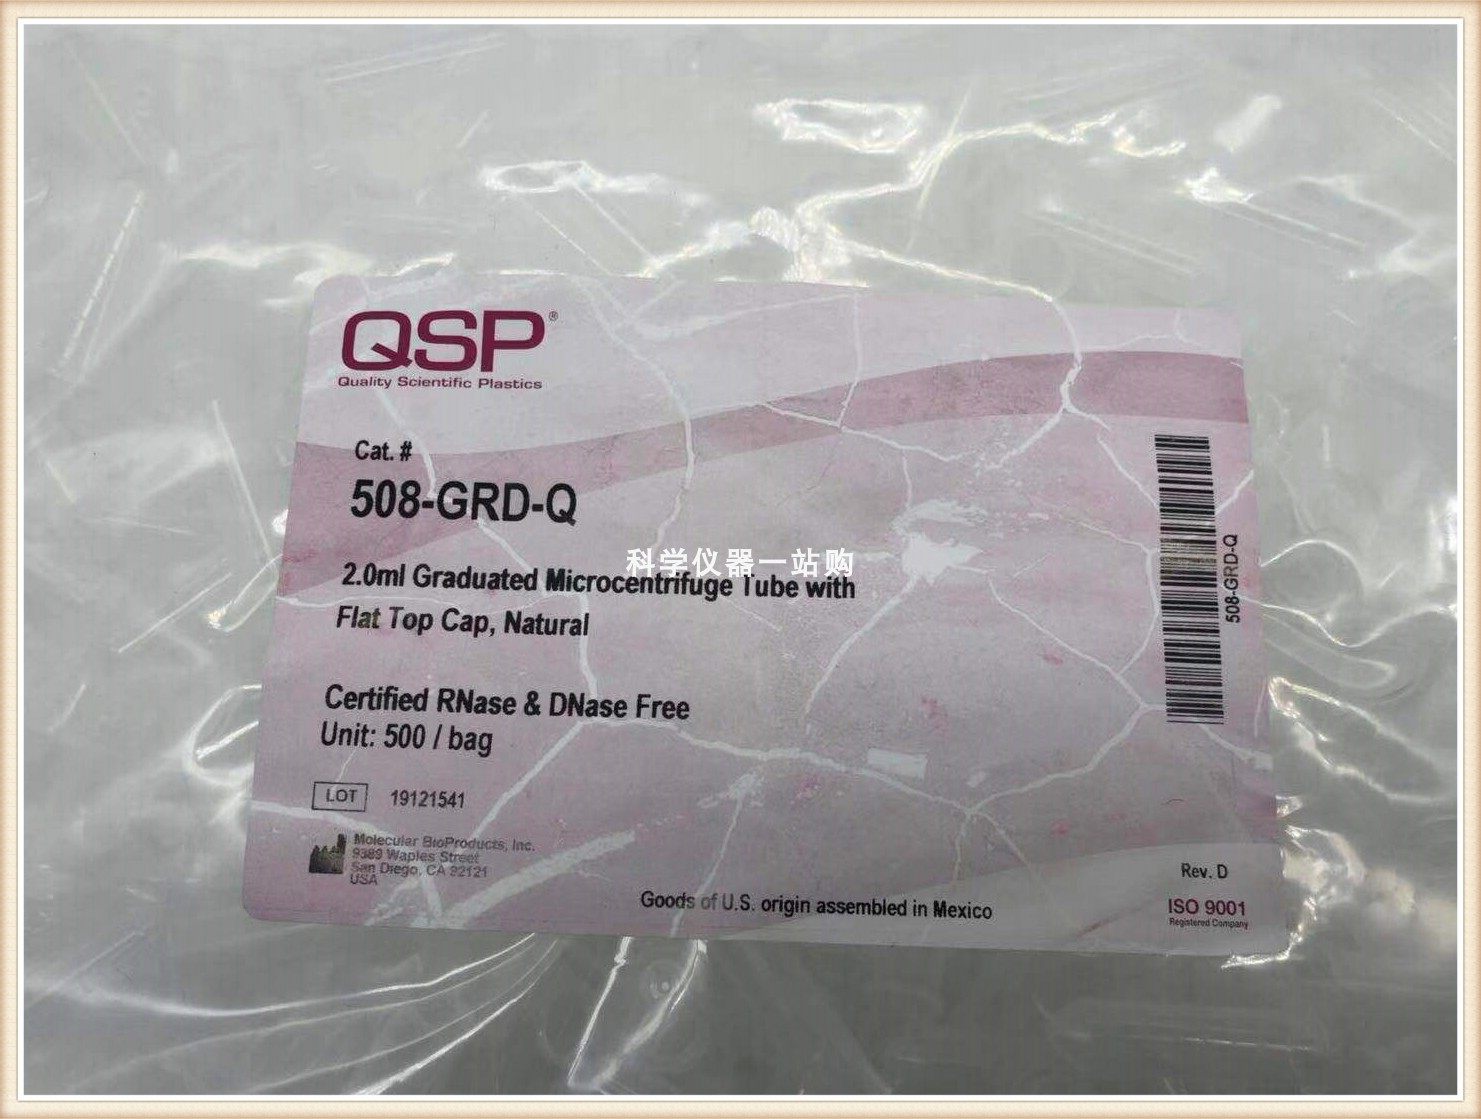 QSP®
Quality Scientific Plastics
Cat. #
508-GRD-Q
科学仪器一站购
2.0ml Graduated Microcentrifuge Tube with
Flat Top Cap, Natural
Certified RNase & DNase Free
Unit: 500 / bag
LOT 19121541
Molecular BioProducts, Inc.
9389 Waples Street
San Diego, CA 92121
USA
Goods of U.S. origin assembled in Mexico
508-GRD-Q
Rev. D
ISO 9001
Registered Company